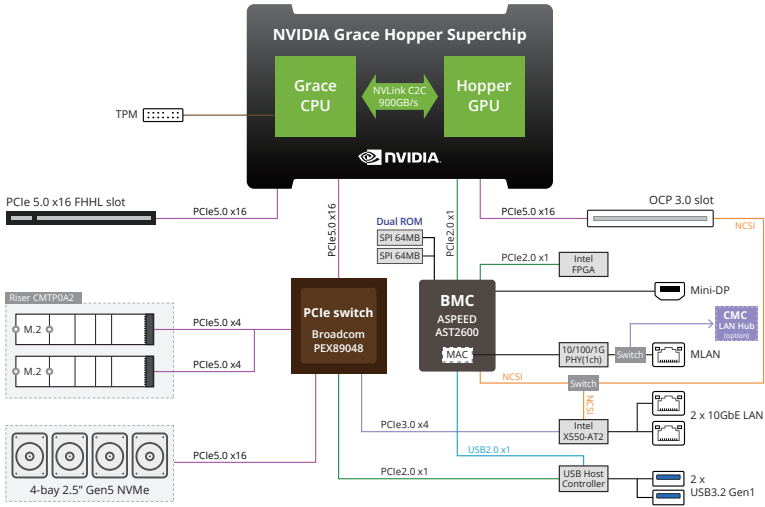 NVIDIA Grace Hopper Superchip
Grace
CPU
NVLink C2C
900GB/s
Hopper
GPU
NVIDIA.
TPM
PCIe 5.0 x16 FHHL slot
PCIe5.0 x16
PCIe5.0 x16
PCIe2.0 x1
PCIe5.0 x16
OCP 3.0 slot
NCSI
Dual ROM
SPI 64MB
SPI 64MB
PCIe2.0 x1
Intel
FPGA
Riser CMTP0A2
M.2
M.2
PCIe5.0 x4
PCIe5.0 x4
PCIe switch
Broadcom
PEX89048
BMC
ASPEED
AST2600
MAC
Mini-DP
CMC
LAN Hub
(option)
10/100/1G
PHY(1ch)
Switch
MLAN
NCSI
Switch
NCSI
PCIe3.0 x4
Intel
X550-AT2
2 x 10GbE LAN
4-bay 2.5” Gen5 NVMe
PCIe5.0 x16
USB2.0 x1
PCIe2.0 x1
USB Host
Controller
2 x
USB3.2 Gen1